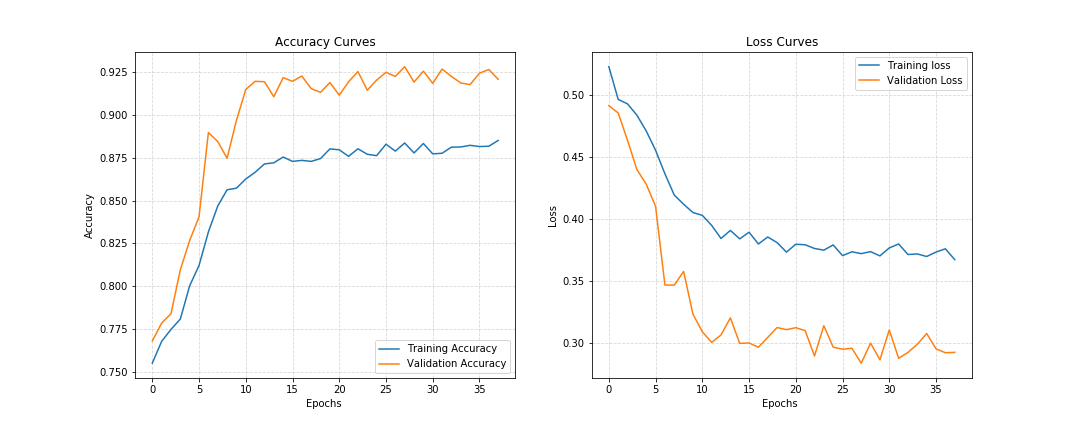 Accuracy Curves
Accuracy
0.925
0.900
0.875
0.850
0.825
0.800
0.775
0.750
0
5
10
15
20
25
30
35
Epochs
Training Accuracy
Validation Accuracy
Loss Curves
Loss
0.50
0.45
0.40
0.35
0.30
0
5
10
15
20
25
30
35
Epochs
Training loss
Validation Loss